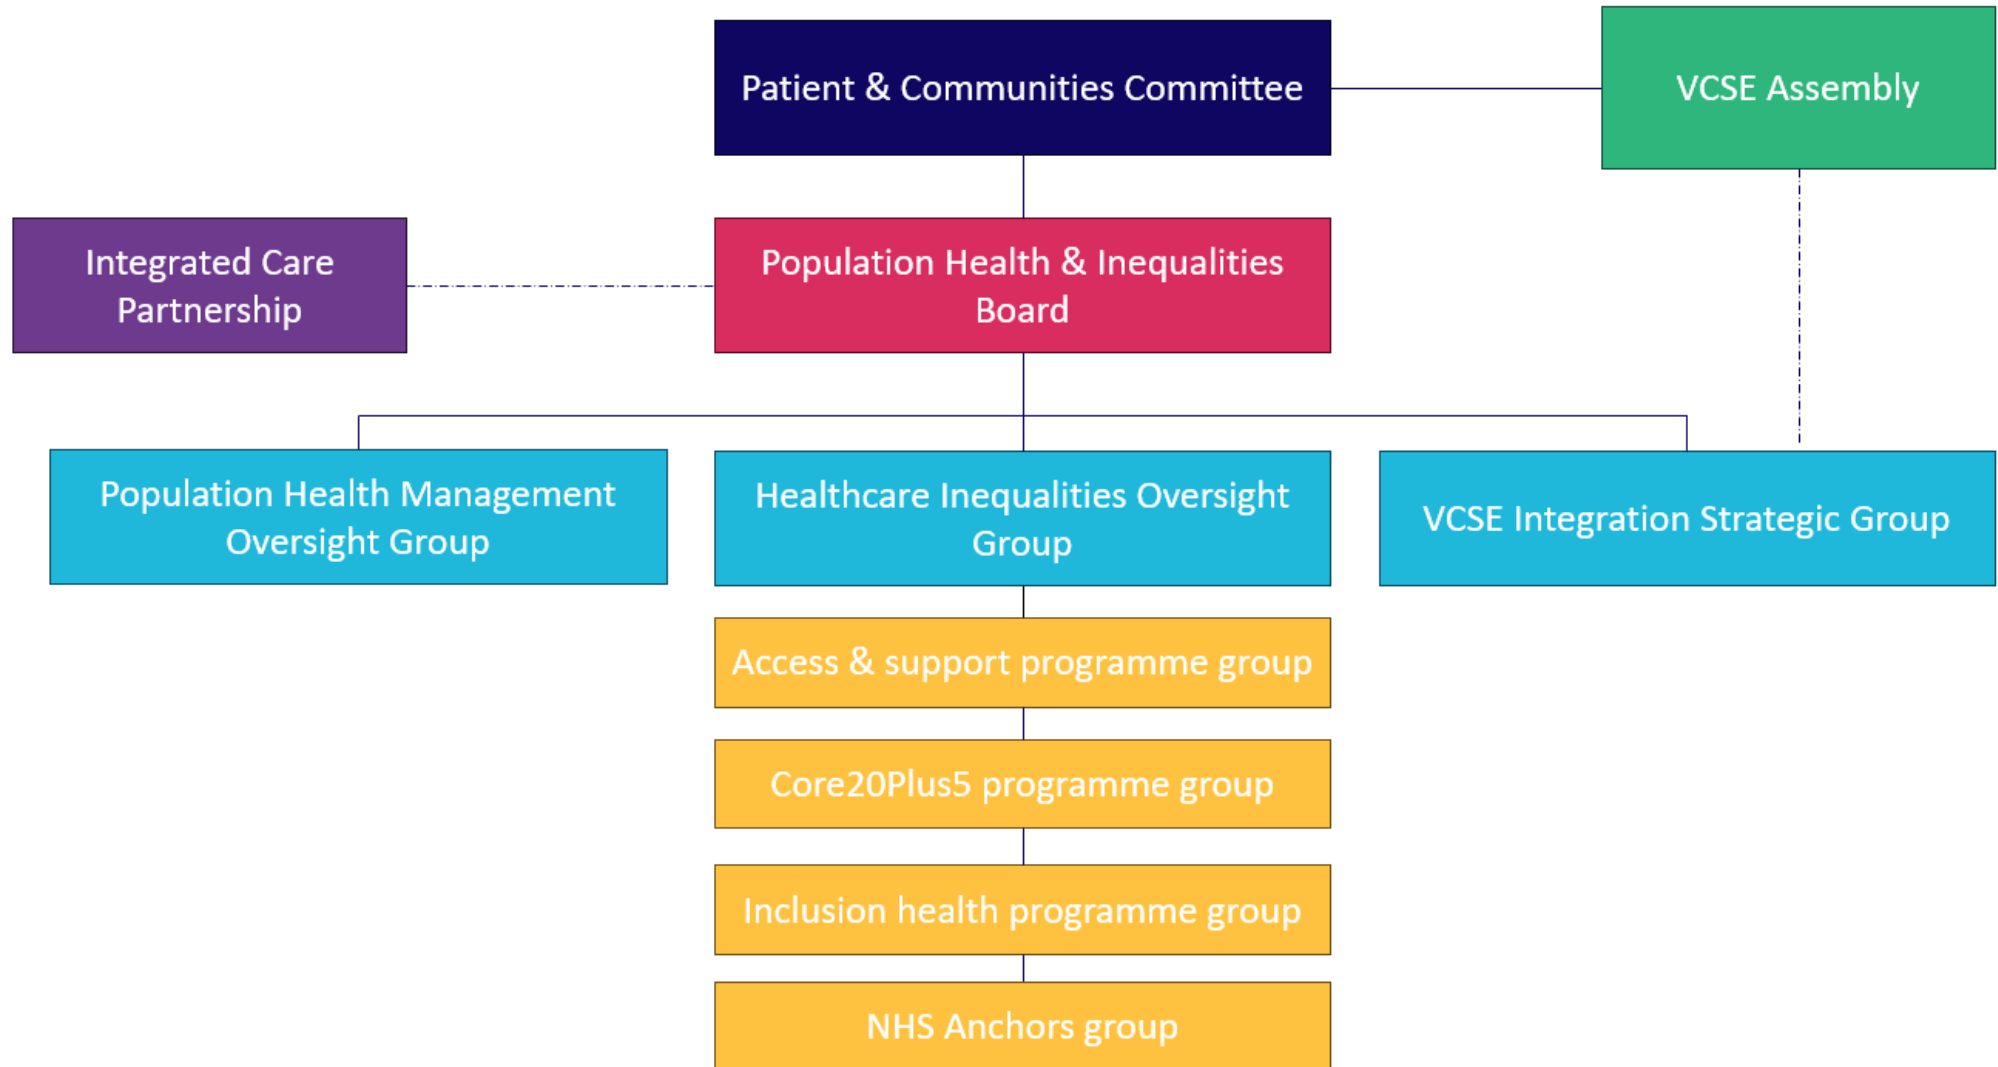 Patient & Communities Committee
VCSE Assembly
Integrated Care
Partnership
Population Health & Inequalities
Board
Population Health Management
Oversight Group
Healthcare Inequalities Oversight
Group
VCSE Integration Strategic Group
Access & support programme group
Core20Plus5 programme group
Inclusion health programme group
NHS Anchors group